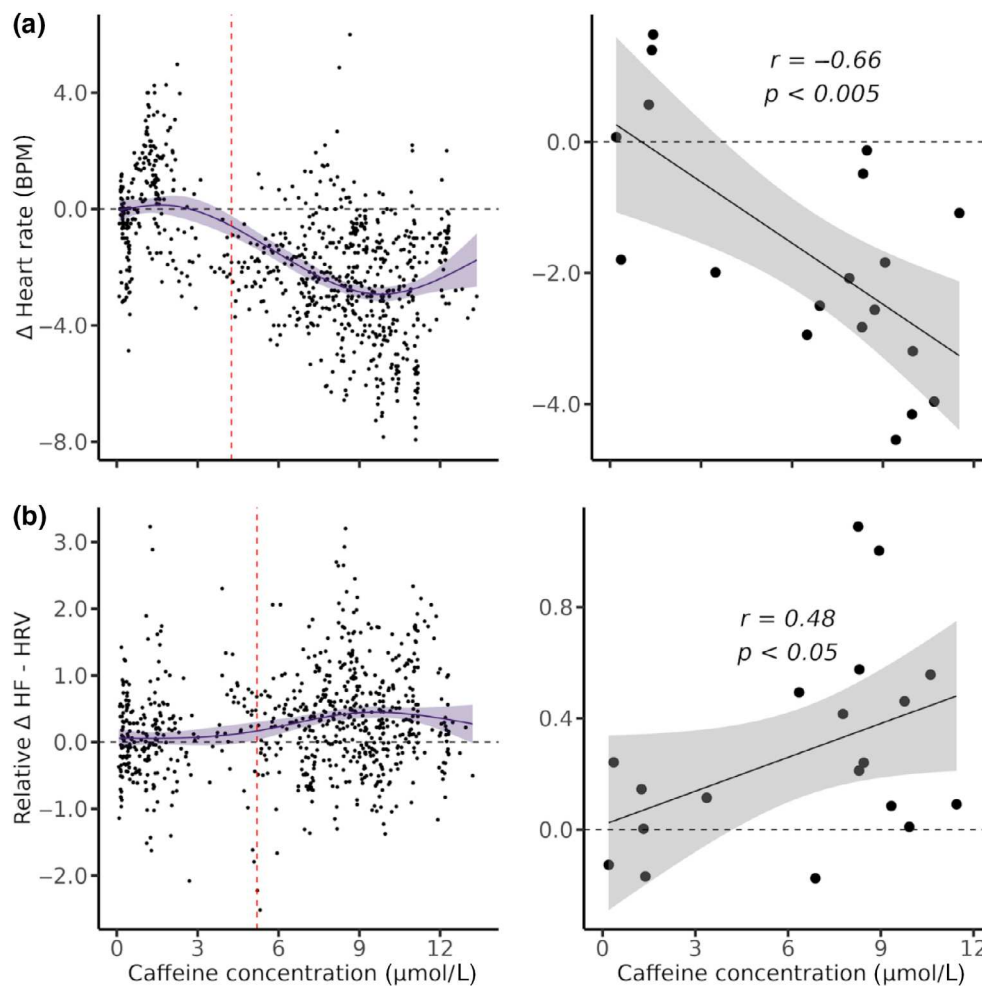 (a)
Δ Heart rate (BPM)
4.0
0.0
−4.0
−8.0
r = −0.66
p < 0.005
0.0
−2.0
−4.0
(b)
Relative Δ HF - HRV
3.0
2.0
1.0
0.0
−1.0
−2.0
0 3 6 9 12
Caffeine concentration (μmol/L)
r = 0.48
p < 0.05
0.8
0.4
0.0
0 3 6 9 12
Caffeine concentration (μmol/L)